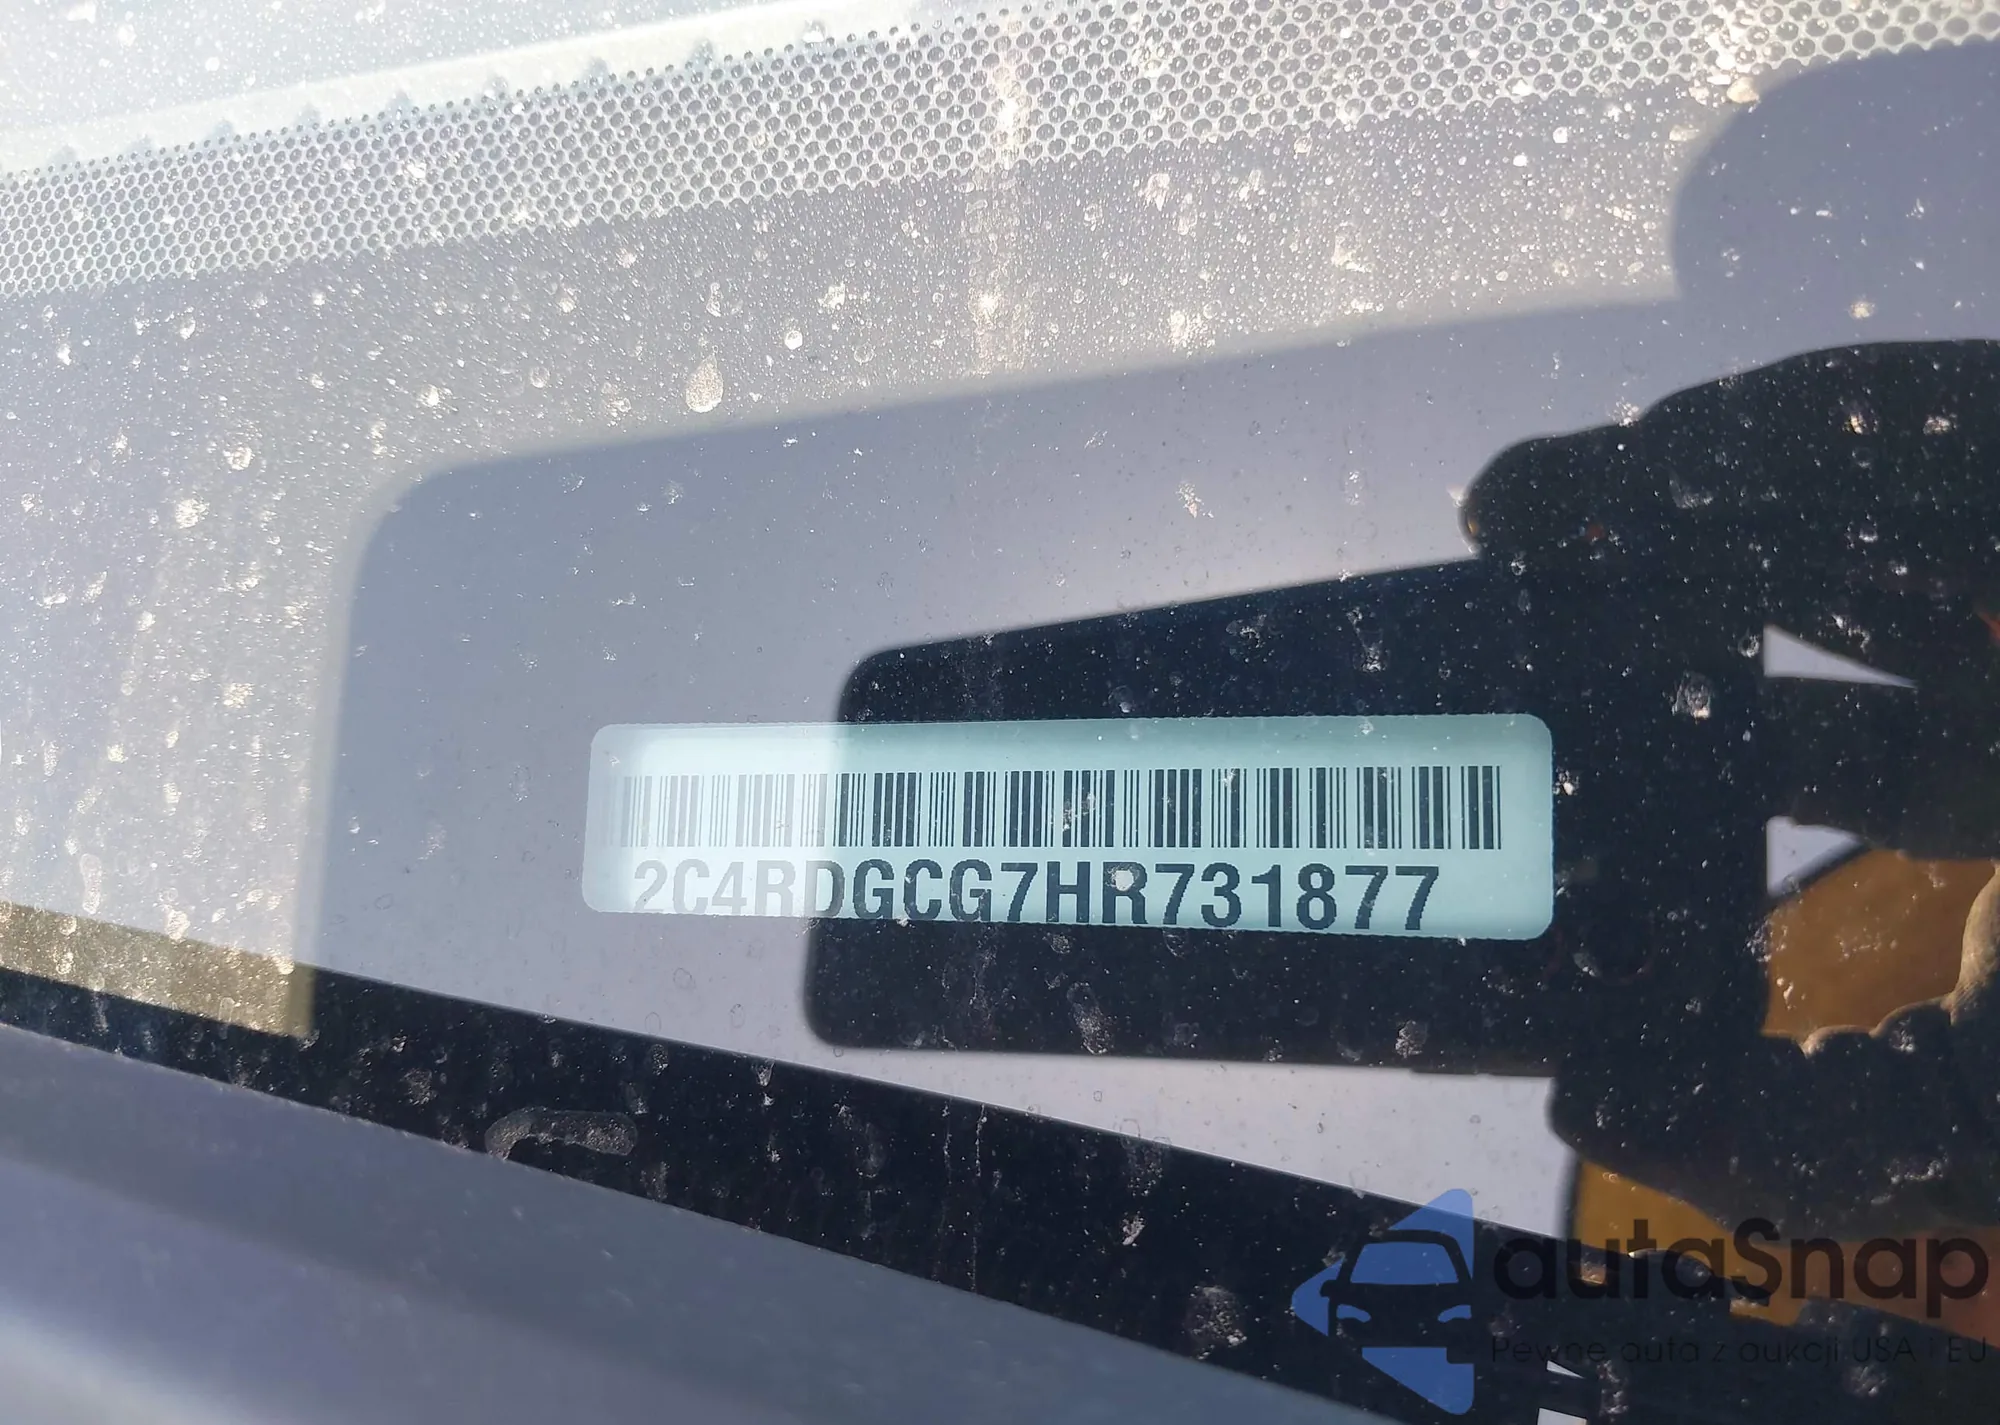 2C4RDGCG7HR731877
autaSnap
Pewne auta z aukcji USA i EU